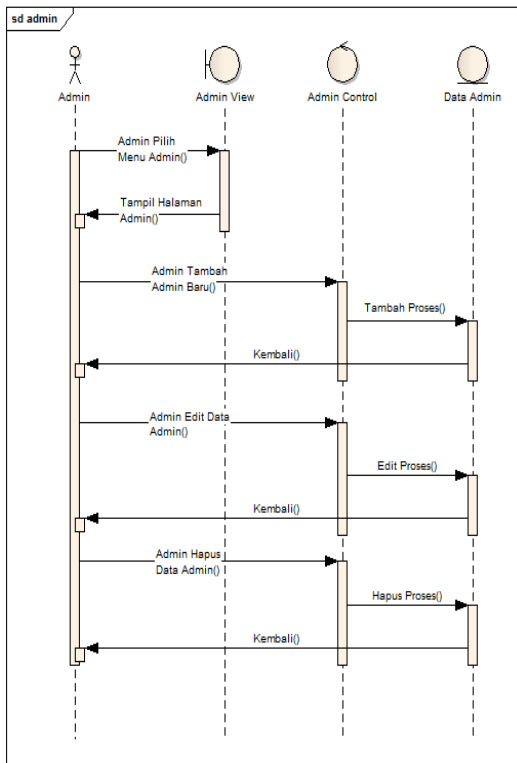 sd admin
Admin
Admin View
Admin Control
Data Admin
Admin Pilih
Menu Admin()
Tampil Halaman
Admin()
Admin Tambah
Admin Baru()
Tambah Proses()
Kembali()
Admin Edit Data
Admin()
Edit Proses()
Kembali()
Admin Hapus
Data Admin()
Hapus Proses()
Kembali()